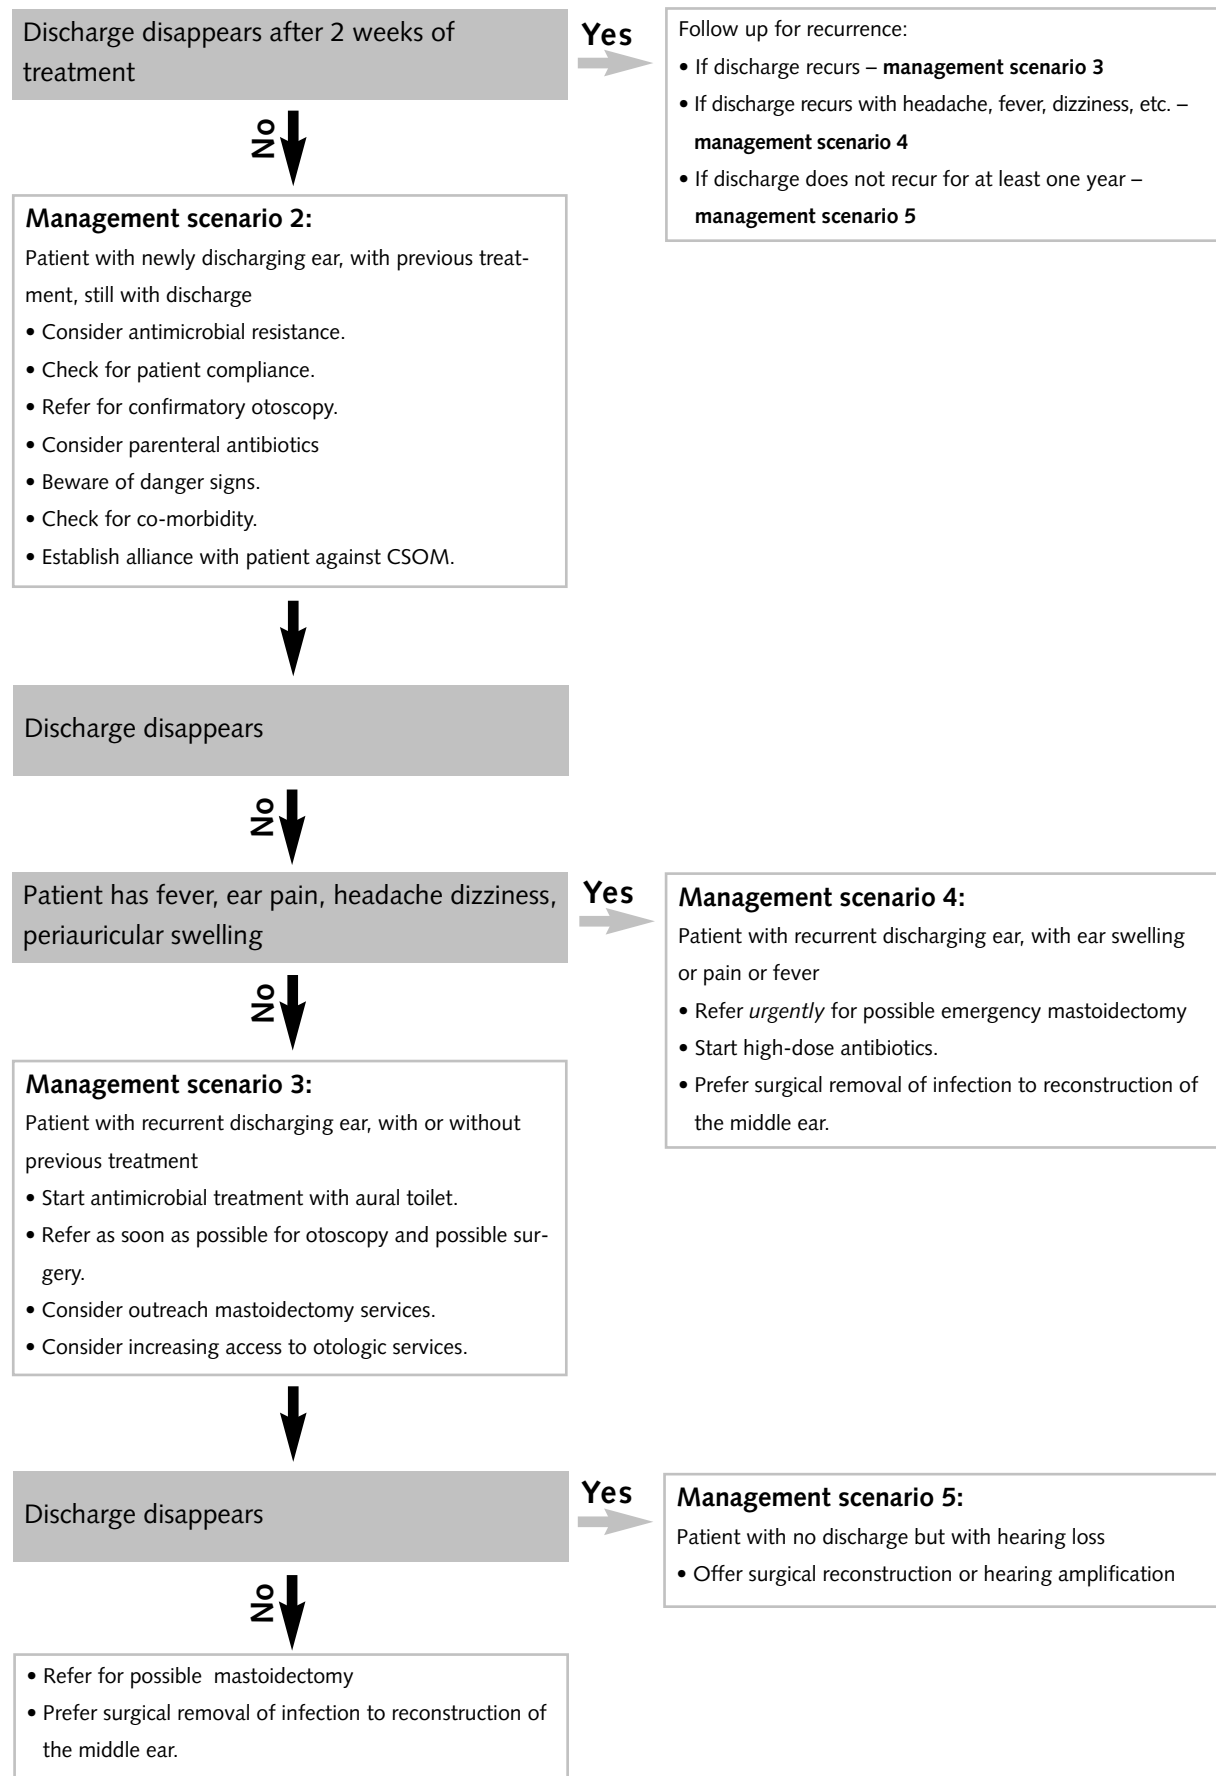 Discharge disappears after 2 weeks of
treatment
Yes
Follow up for recurrence:
• If discharge recurs – management scenario 3
• If discharge recurs with headache, fever, dizziness, etc. –
management scenario 4
• If discharge does not recur for at least one year –
management scenario 5
No
Management scenario 2:
Patient with newly discharging ear, with previous treat-
ment, still with discharge
• Consider antimicrobial resistance.
• Check for patient compliance.
• Refer for confirmatory otoscopy.
• Consider parenteral antibiotics
• Beware of danger signs.
• Check for co-morbidity.
• Establish alliance with patient against CSOM.
Discharge disappears
No
Patient has fever, ear pain, headache dizziness,
periauricular swelling
Yes
Management scenario 4:
Patient with recurrent discharging ear, with ear swelling
or pain or fever
• Refer urgently for possible emergency mastoidectomy
• Start high-dose antibiotics.
• Prefer surgical removal of infection to reconstruction of
the middle ear.
No
Management scenario 3:
Patient with recurrent discharging ear, with or without
previous treatment
• Start antimicrobial treatment with aural toilet.
• Refer as soon as possible for otoscopy and possible sur-
gery.
• Consider outreach mastoidectomy services.
• Consider increasing access to otologic services.
Discharge disappears
Yes
Management scenario 5:
Patient with no discharge but with hearing loss
• Offer surgical reconstruction or hearing amplification
No
• Refer for possible mastoidectomy
• Prefer surgical removal of infection to reconstruction of
the middle ear.